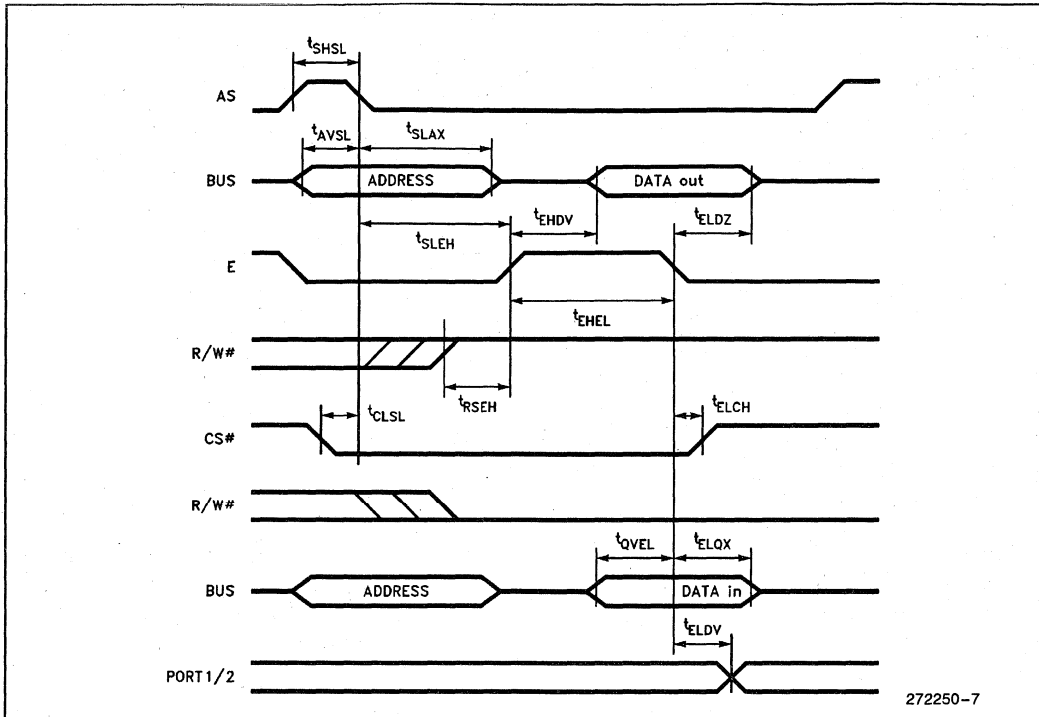 tSHSL
AS
tAVSL
tSLAX
BUS
ADDRESS
DATA out
tEHDV
tELDZ
tSLEH
E
tEHEL
R/W#
tRSEH
tCLSL
tELCH
CS#
R/W#
tQVEL
tELQX
BUS
ADDRESS
DATA in
tELDV
PORT1/2
272250-7